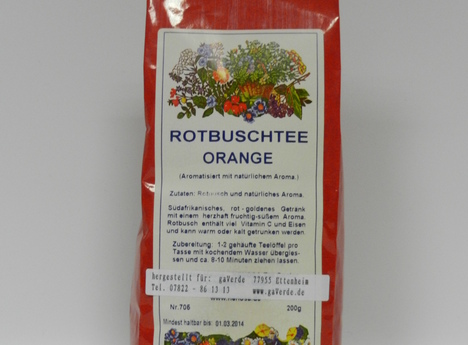 ROTBUSCHTEE
ORANGE
(Aromatisiert mit natürlichem Aroma.)
Zutaten: Rotbusch und natürliches Aroma.
Südafrikanisches, rot-goldenes Getränk
mit einem herzhaft fruchtig-süßem Aroma.
Rotbusch enthält viel Vitamin C und Eisen
und kann warm oder kalt getrunken werden.
Zubereitung: 1-2 gehäufte Teelöffel pro
Tasse mit kochendem Wasser übergies-
sen und ca. 8-10 Minuten ziehen lassen.
hergestellt für: gaVerde 77955 Ettenheim
Tel. 07822 - 86 13 13 www.gaVerde.de
Nr.706 200g
Mindest haltbar bis: 01.03.2014